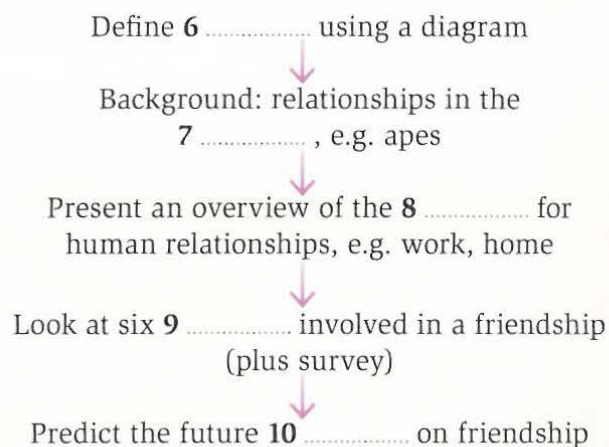 Define 6 .................. using a diagram
Background: relationships in the
7 .................. , e.g. apes
Present an overview of the 8 .................. for
human relationships, e.g. work, home
Look at six 9 .................. involved in a friendship
(plus survey)
Predict the future 10 .................. on friendship